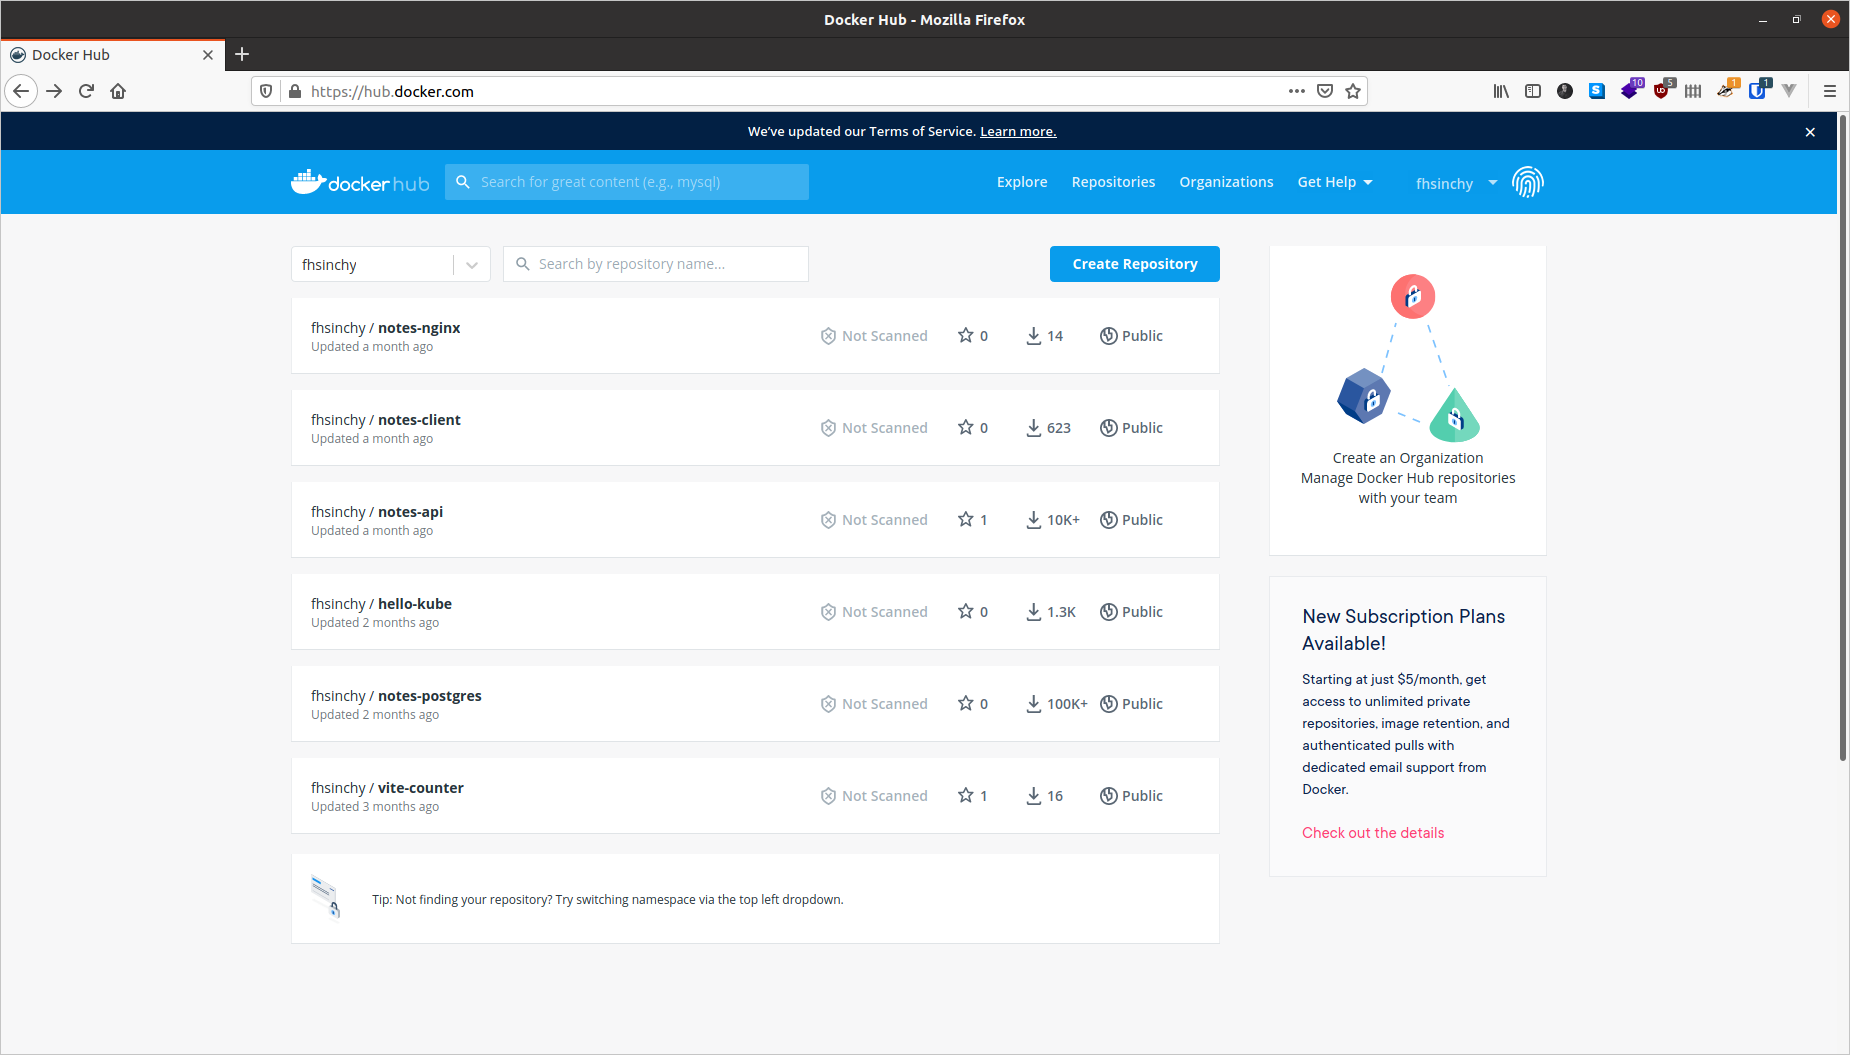 Docker Hub - Mozilla Firefox
Docker Hub
https://hub.docker.com
10
5
1
1
We've updated our Terms of Service. Learn more.
docker hub
Search for great content (e.g., mysql)
Explore
Repositories
Organizations
Get Help
fhsinchy
fhsinchy
Search by repository name...
Create Repository
fhsinchy / notes-nginx
Updated a month ago
Not Scanned
0
14
Public
fhsinchy / notes-client
Updated a month ago
Not Scanned
0
623
Public
fhsinchy / notes-api
Updated a month ago
Not Scanned
1
10K+
Public
fhsinchy / hello-kube
Updated 2 months ago
Not Scanned
0
1.3K
Public
fhsinchy / notes-postgres
Updated 2 months ago
Not Scanned
0
100K+
Public
fhsinchy / vite-counter
Updated 3 months ago
Not Scanned
1
16
Public
Tip: Not finding your repository? Try switching namespace via the top left dropdown.
Create an Organization
Manage Docker Hub repositories
with your team
New Subscription Plans
Available!
Starting at just $5/month, get
access to unlimited private
repositories, image retention, and
authenticated pulls with
dedicated email support from
Docker.
Check out the details